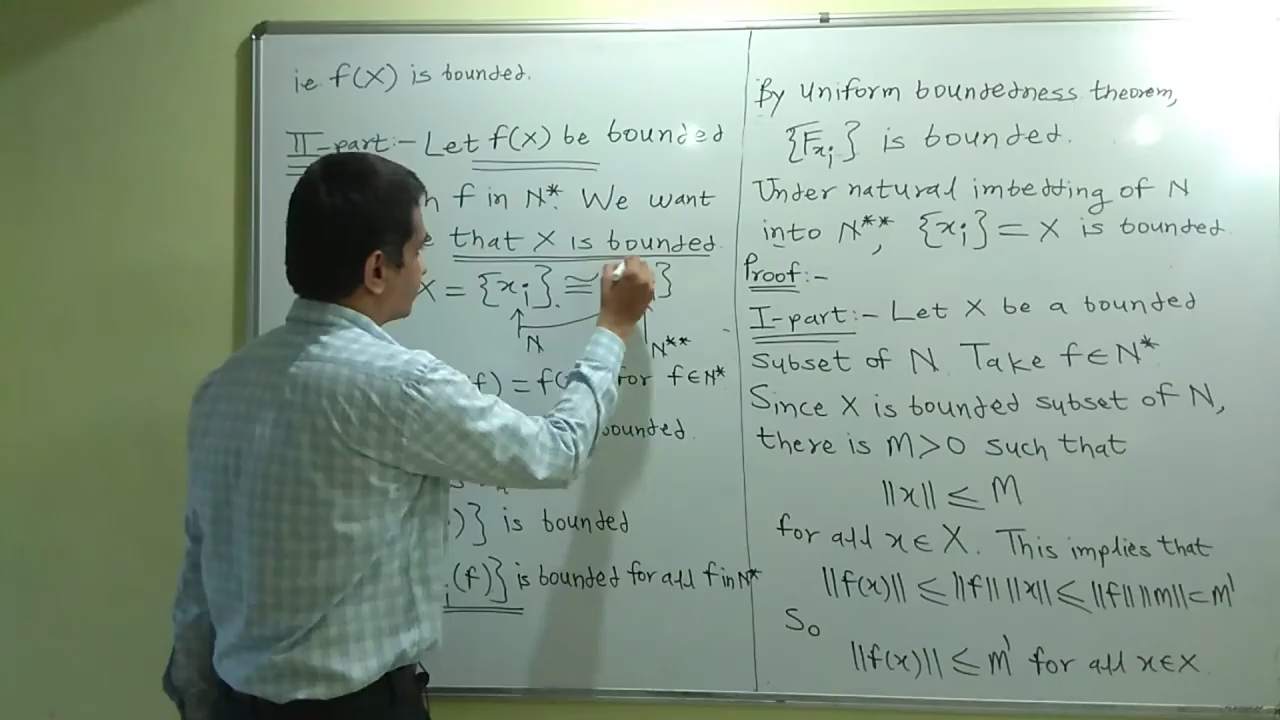 ie f(X) is bounded.
II-part:- Let f(X) be bounded
f in N*. We want
that X is bounded.
X = {xi} ≅ }
N N**
f) = f( for f∈N*
bounded.
)} is bounded
i(f)} is bounded for all f in N*
By uniform boundedness theorem,
{Fxi} is bounded.
Under natural imbedding of N
into N**, {xi} = X is bounded.
Proof:-
I-part:- Let X be a bounded
subset of N. Take f∈N*
Since X is bounded subset of N,
there is M>0 such that
||x|| ≤ M
for all x∈X. This implies that
||f(x)|| ≤ ||f|| ||x|| ≤ ||f|| ||m|| = m'
So
||f(x)|| ≤ m' for all x∈X.